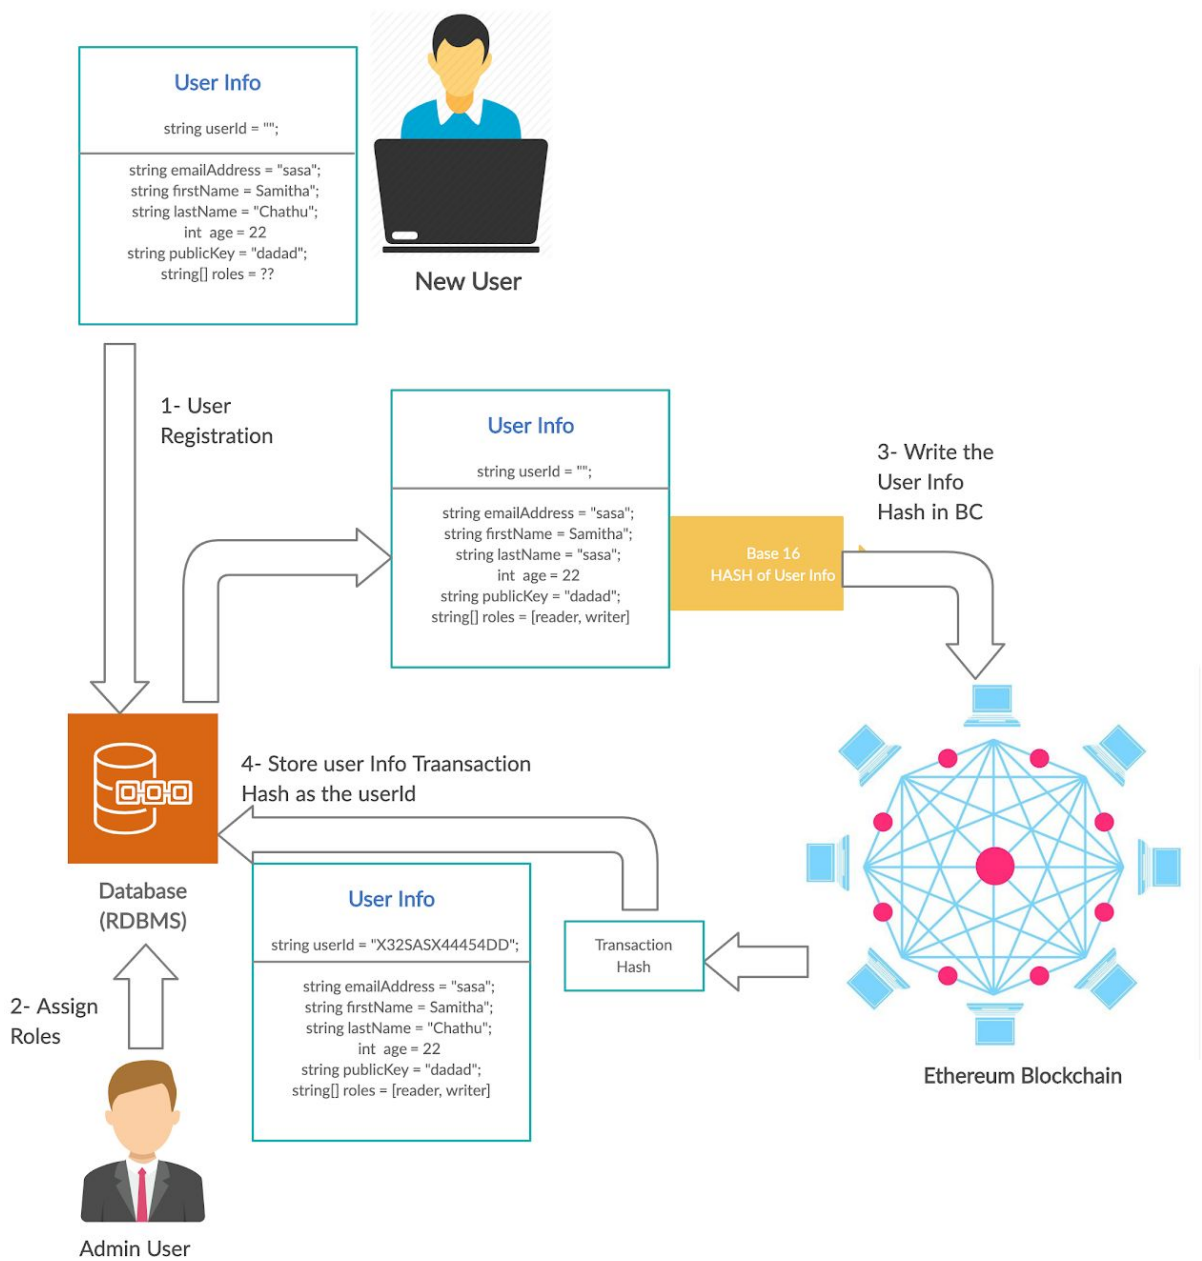 User Info
string userId = "";
string emailAddress = "sasa";
string firstName = Samitha";
string lastName = "Chathu";
int age = 22
string publicKey = "dadad";
string[] roles = ??
New User
1- User
Registration
User Info
string userId = "";
string emailAddress = "sasa";
string firstName = Samitha";
string lastName = "sasa";
int age = 22
string publicKey = "dadad";
string[] roles = [reader, writer]
Base 16
HASH of User Info
3- Write the
User Info
Hash in BC
4- Store user Info Traansaction
Hash as the userId
Database
(RDBMS)
User Info
string userId = "X32SASX44454DD";
string emailAddress = "sasa";
string firstName = Samitha";
string lastName = "Chathu";
int age = 22
string publicKey = "dadad";
string[] roles = [reader, writer]
Transaction
Hash
Ethereum Blockchain
2- Assign
Roles
Admin User